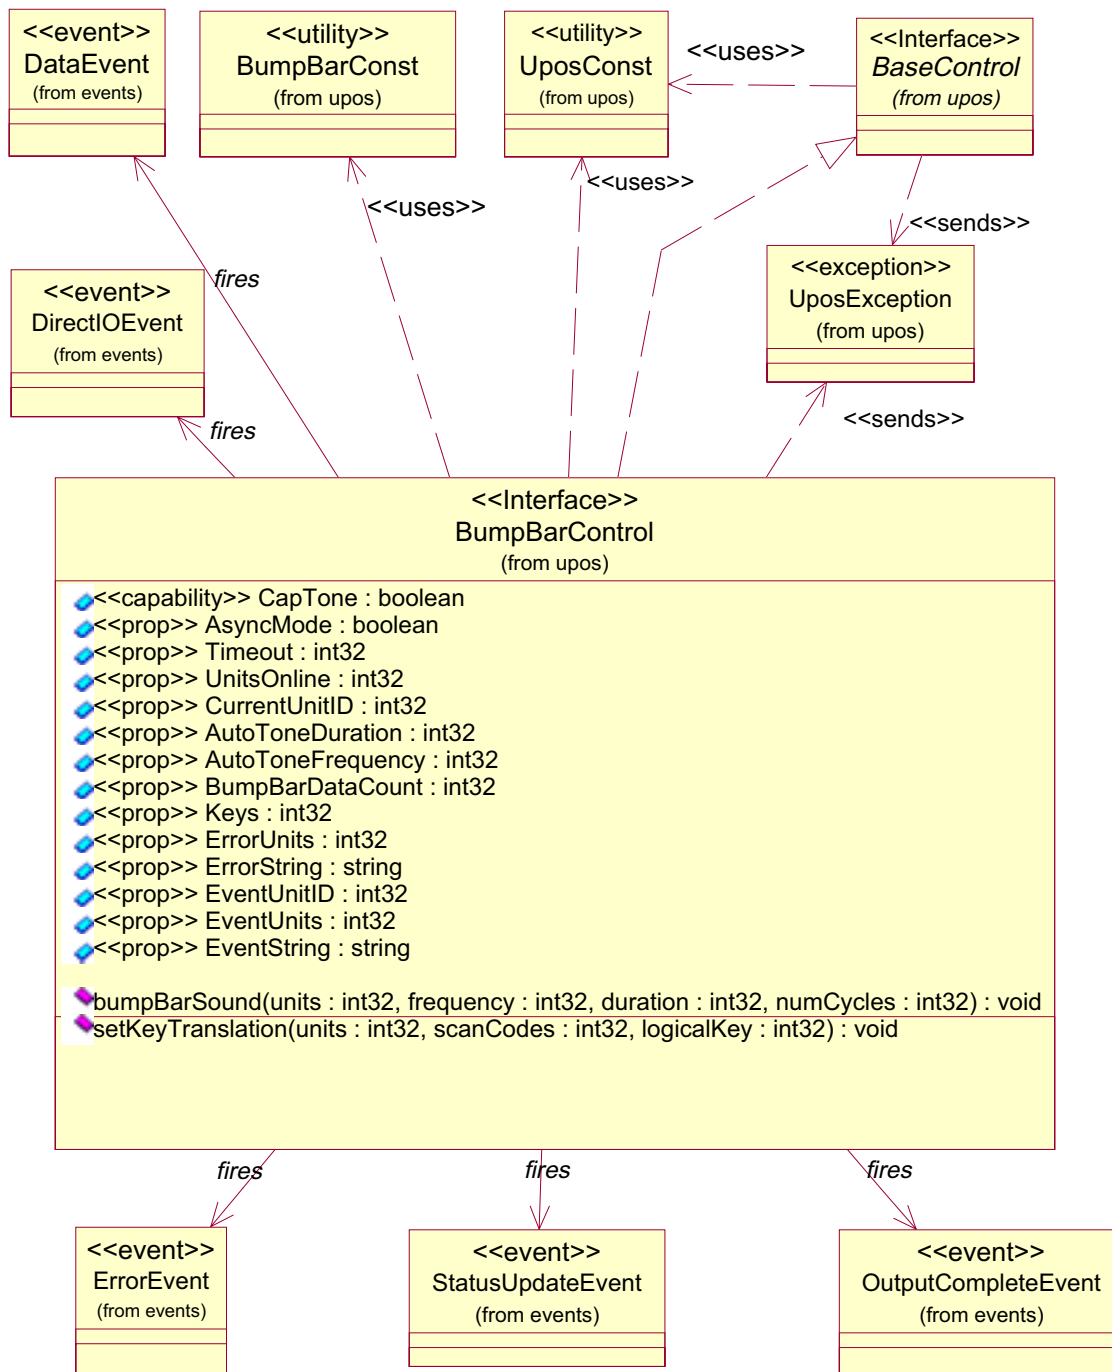 <<event>>
DataEvent
(from events)
<<utility>>
BumpBarConst
(from upos)
<<utility>>
UposConst
(from upos)
<<uses>>
<<Interface>>
BaseControl
(from upos)
<<uses>>
<<uses>>
<<sends>>
<<event>>
DirectIOEvent
(from events)
fires
<<exception>>
UposException
(from upos)
fires
<<sends>>
<<Interface>>
BumpBarControl
(from upos)
<<capability>> CapTone : boolean
<<prop>> AsyncMode : boolean
<<prop>> Timeout : int32
<<prop>> UnitsOnline : int32
<<prop>> CurrentUnitID : int32
<<prop>> AutoToneDuration : int32
<<prop>> AutoToneFrequency : int32
<<prop>> BumpBarDataCount : int32
<<prop>> Keys : int32
<<prop>> ErrorUnits : int32
<<prop>> ErrorString : string
<<prop>> EventUnitID : int32
<<prop>> EventUnits : int32
<<prop>> EventString : string
bumpBarSound(units : int32, frequency : int32, duration : int32, numCycles : int32) : void
setKeyTranslation(units : int32, scanCodes : int32, logicalKey : int32) : void
fires
fires
fires
<<event>>
ErrorEvent
(from events)
<<event>>
StatusUpdateEvent
(from events)
<<event>>
OutputCompleteEvent
(from events)